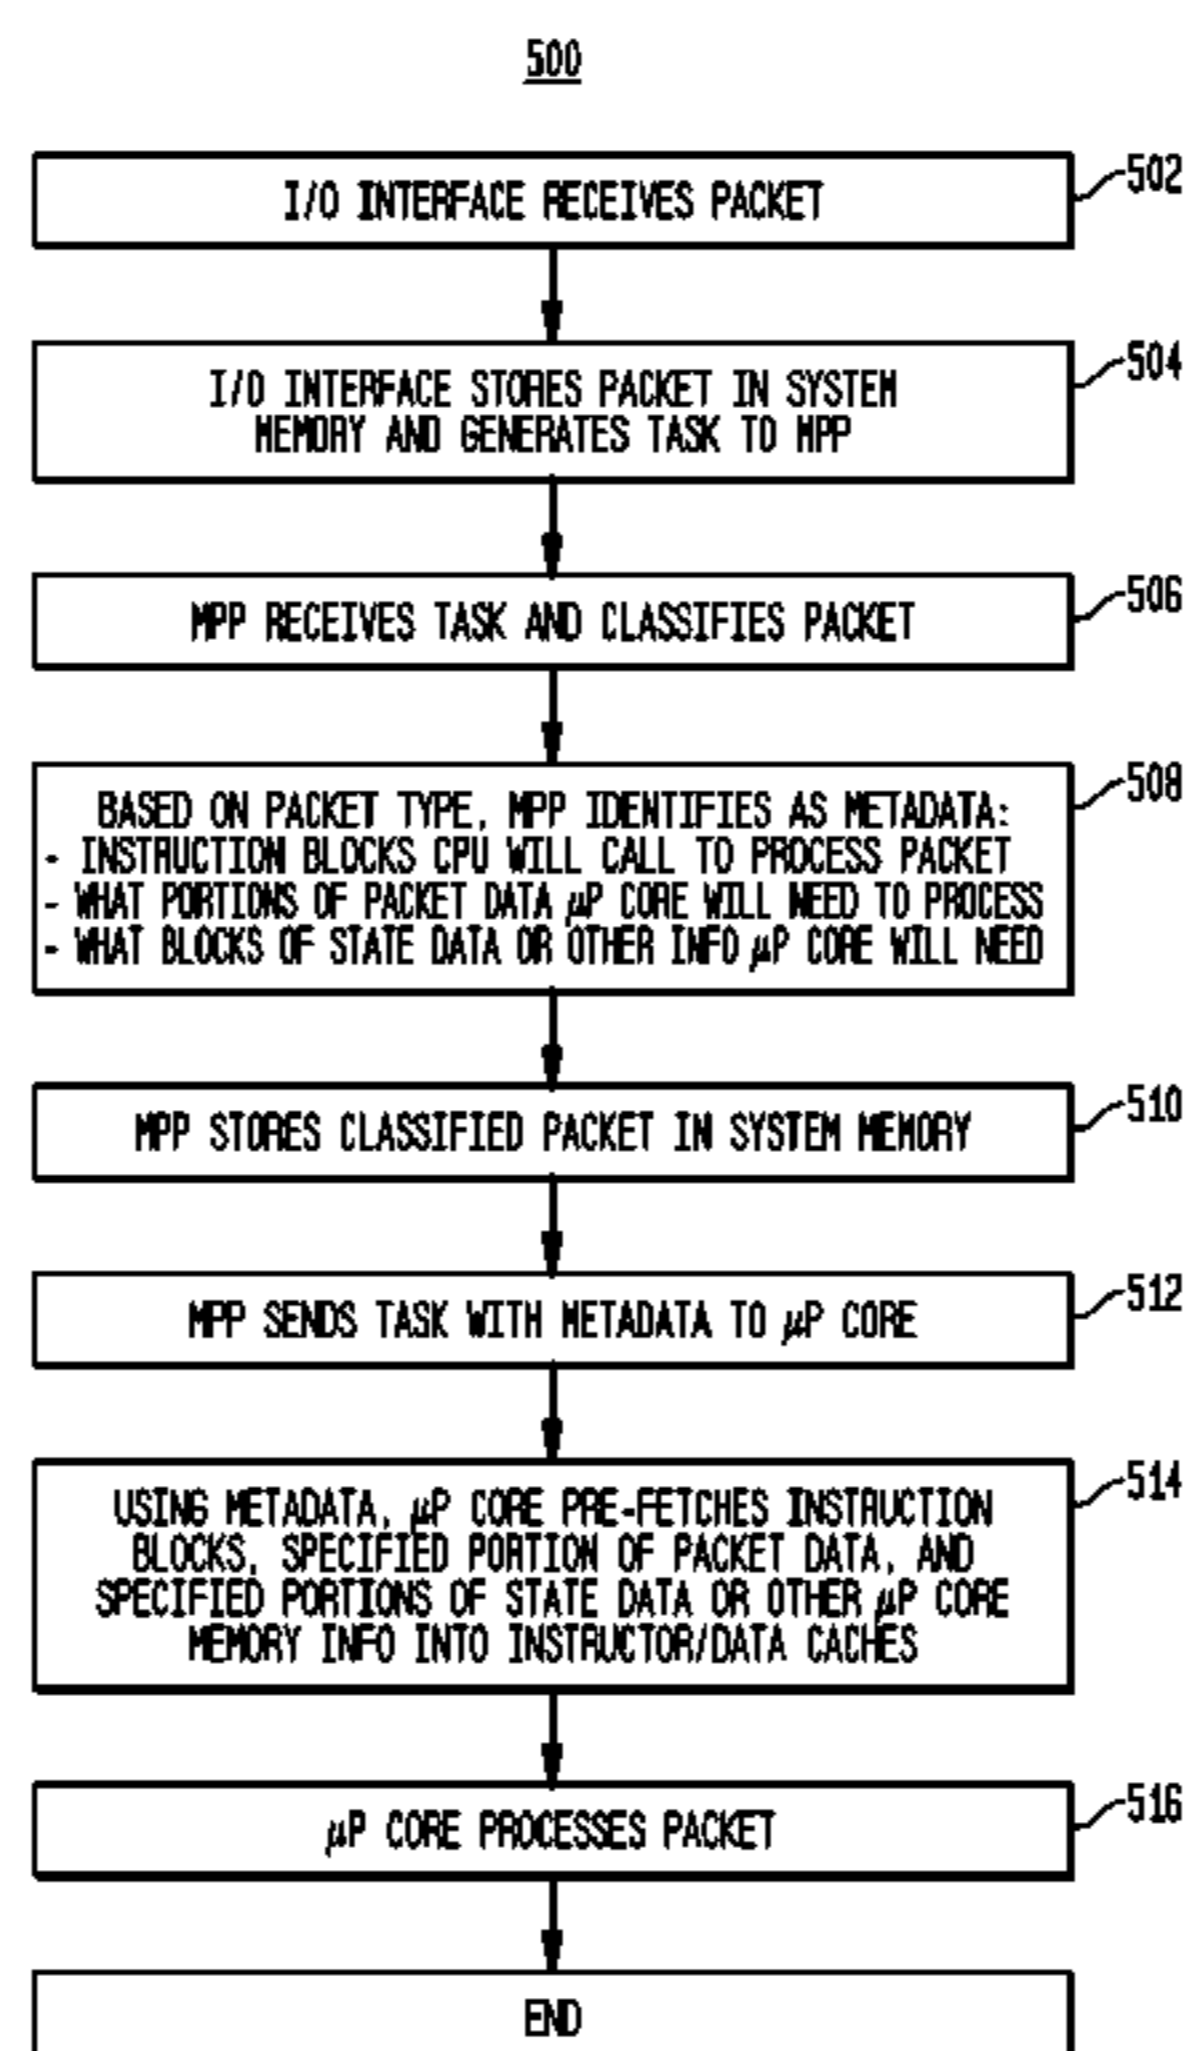 500
I/O INTERFACE RECEIVES PACKET
502
I/O INTERFACE STORES PACKET IN SYSTEM
MEMORY AND GENERATES TASK TO MPP
504
MPP RECEIVES TASK AND CLASSIFIES PACKET
506
BASED ON PACKET TYPE, MPP IDENTIFIES AS METADATA:
- INSTRUCTION BLOCKS CPU WILL CALL TO PROCESS PACKET
- WHAT PORTIONS OF PACKET DATA µP CORE WILL NEED TO PROCESS
- WHAT BLOCKS OF STATE DATA OR OTHER INFO µP CORE WILL NEED
508
MPP STORES CLASSIFIED PACKET IN SYSTEM MEMORY
510
MPP SENDS TASK WITH METADATA TO µP CORE
512
USING METADATA, µP CORE PRE-FETCHES INSTRUCTION
BLOCKS, SPECIFIED PORTION OF PACKET DATA, AND
SPECIFIED PORTIONS OF STATE DATA OR OTHER µP CORE
MEMORY INFO INTO INSTRUCTOR/DATA CACHES
514
µP CORE PROCESSES PACKET
516
END